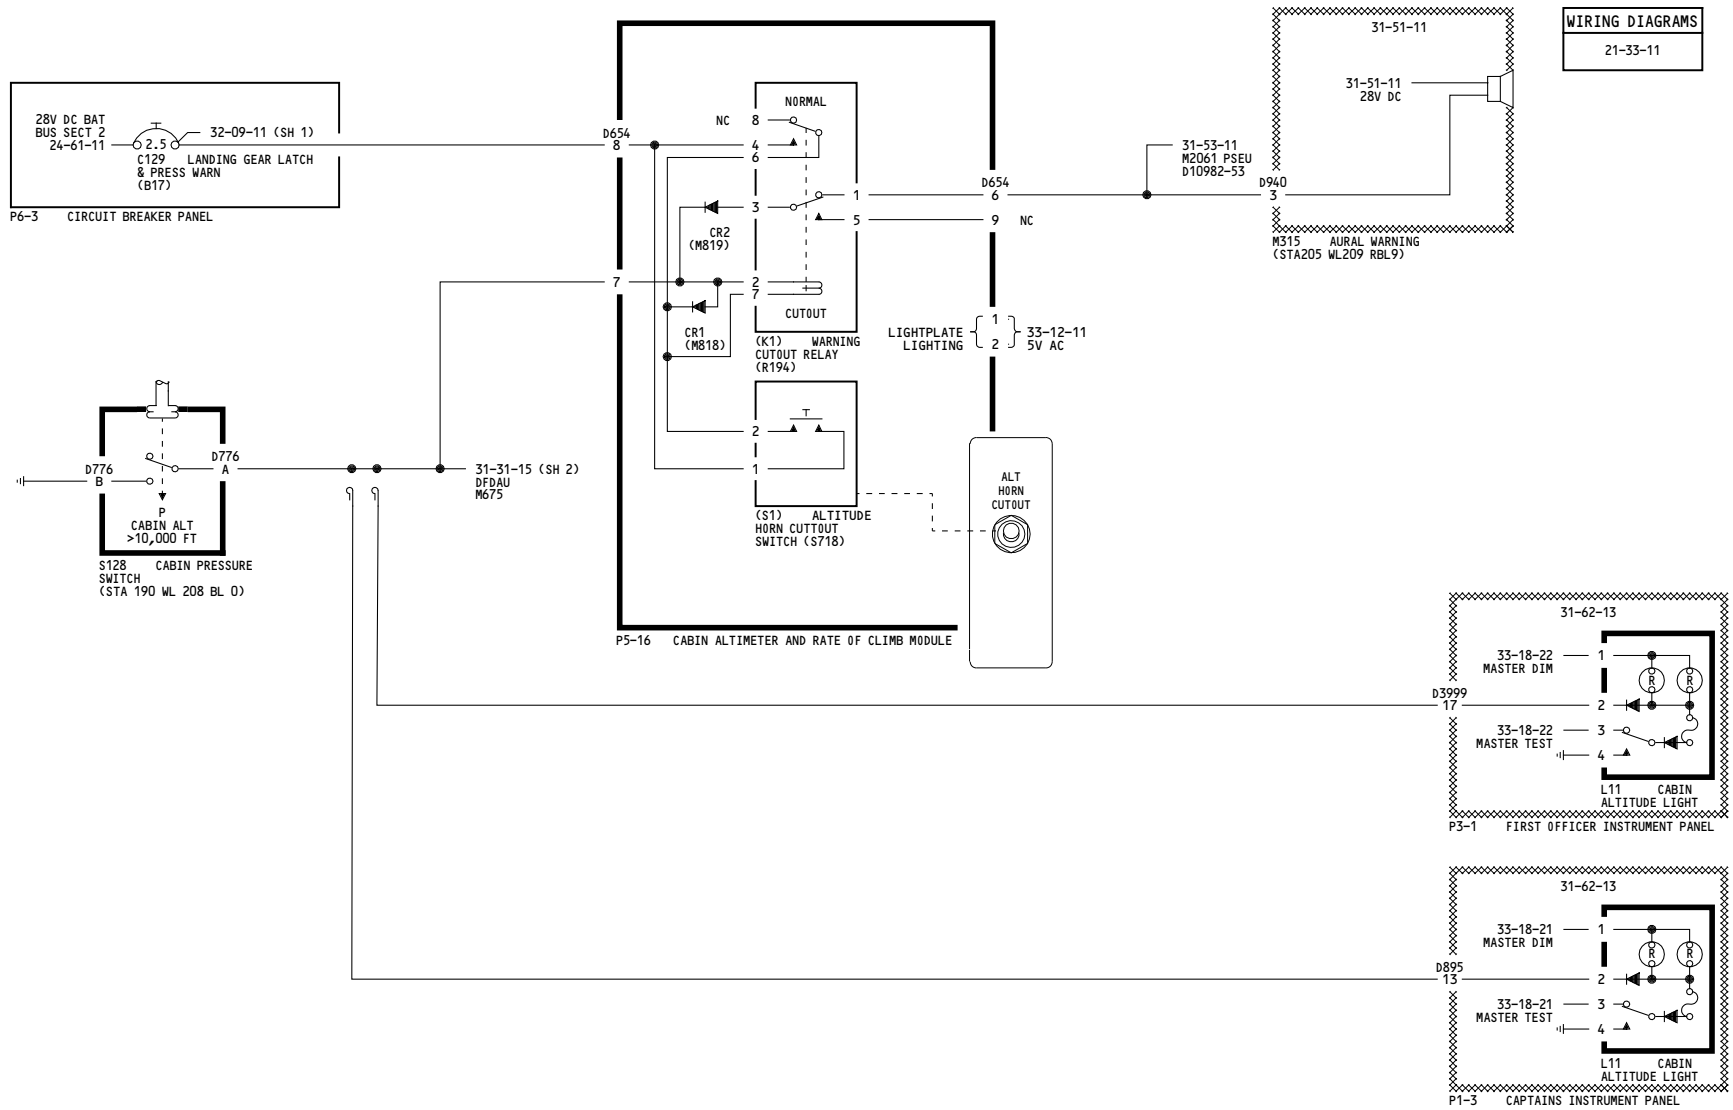 WIRING DIAGRAMS
21-33-11
28V DC BAT
BUS SECT 2
24-61-11
2.5
32-09-11 (SH 1)
C129 LANDING GEAR LATCH
& PRESS WARN
(B17)
P6-3 CIRCUIT BREAKER PANEL
D654
8
7
NORMAL
NC 8
4
6
3
1
5
2
7
CR2
(M819)
CR1
(M818)
CUTOUT
(K1) WARNING
CUTOUT RELAY
(R194)
2
1
(S1) ALTITUDE
HORN CUTTOUT
SWITCH (S718)
D654
6
9 NC
LIGHTPLATE
LIGHTING
1
2
33-12-11
5V AC
ALT
HORN
CUTOUT
P5-16 CABIN ALTIMETER AND RATE OF CLIMB MODULE
31-53-11
M2061 PSEU
D10982-53
31-51-11
31-51-11
28V DC
D940
3
M315 AURAL WARNING
(STA205 WL209 RBL9)
D776
B
D776
A
P
CABIN ALT
>10,000 FT
S128 CABIN PRESSURE
SWITCH
(STA 190 WL 208 BL 0)
31-31-15 (SH 2)
DFDAU
M675
31-62-13
33-18-22
MASTER DIM
1
R R
D3999
17
2
33-18-22
MASTER TEST
3
4
L11 CABIN
ALTITUDE LIGHT
P3-1 FIRST OFFICER INSTRUMENT PANEL
31-62-13
33-18-21
MASTER DIM
1
R R
D895
13
2
33-18-21
MASTER TEST
3
4
L11 CABIN
ALTITUDE LIGHT
P1-3 CAPTAINS INSTRUMENT PANEL